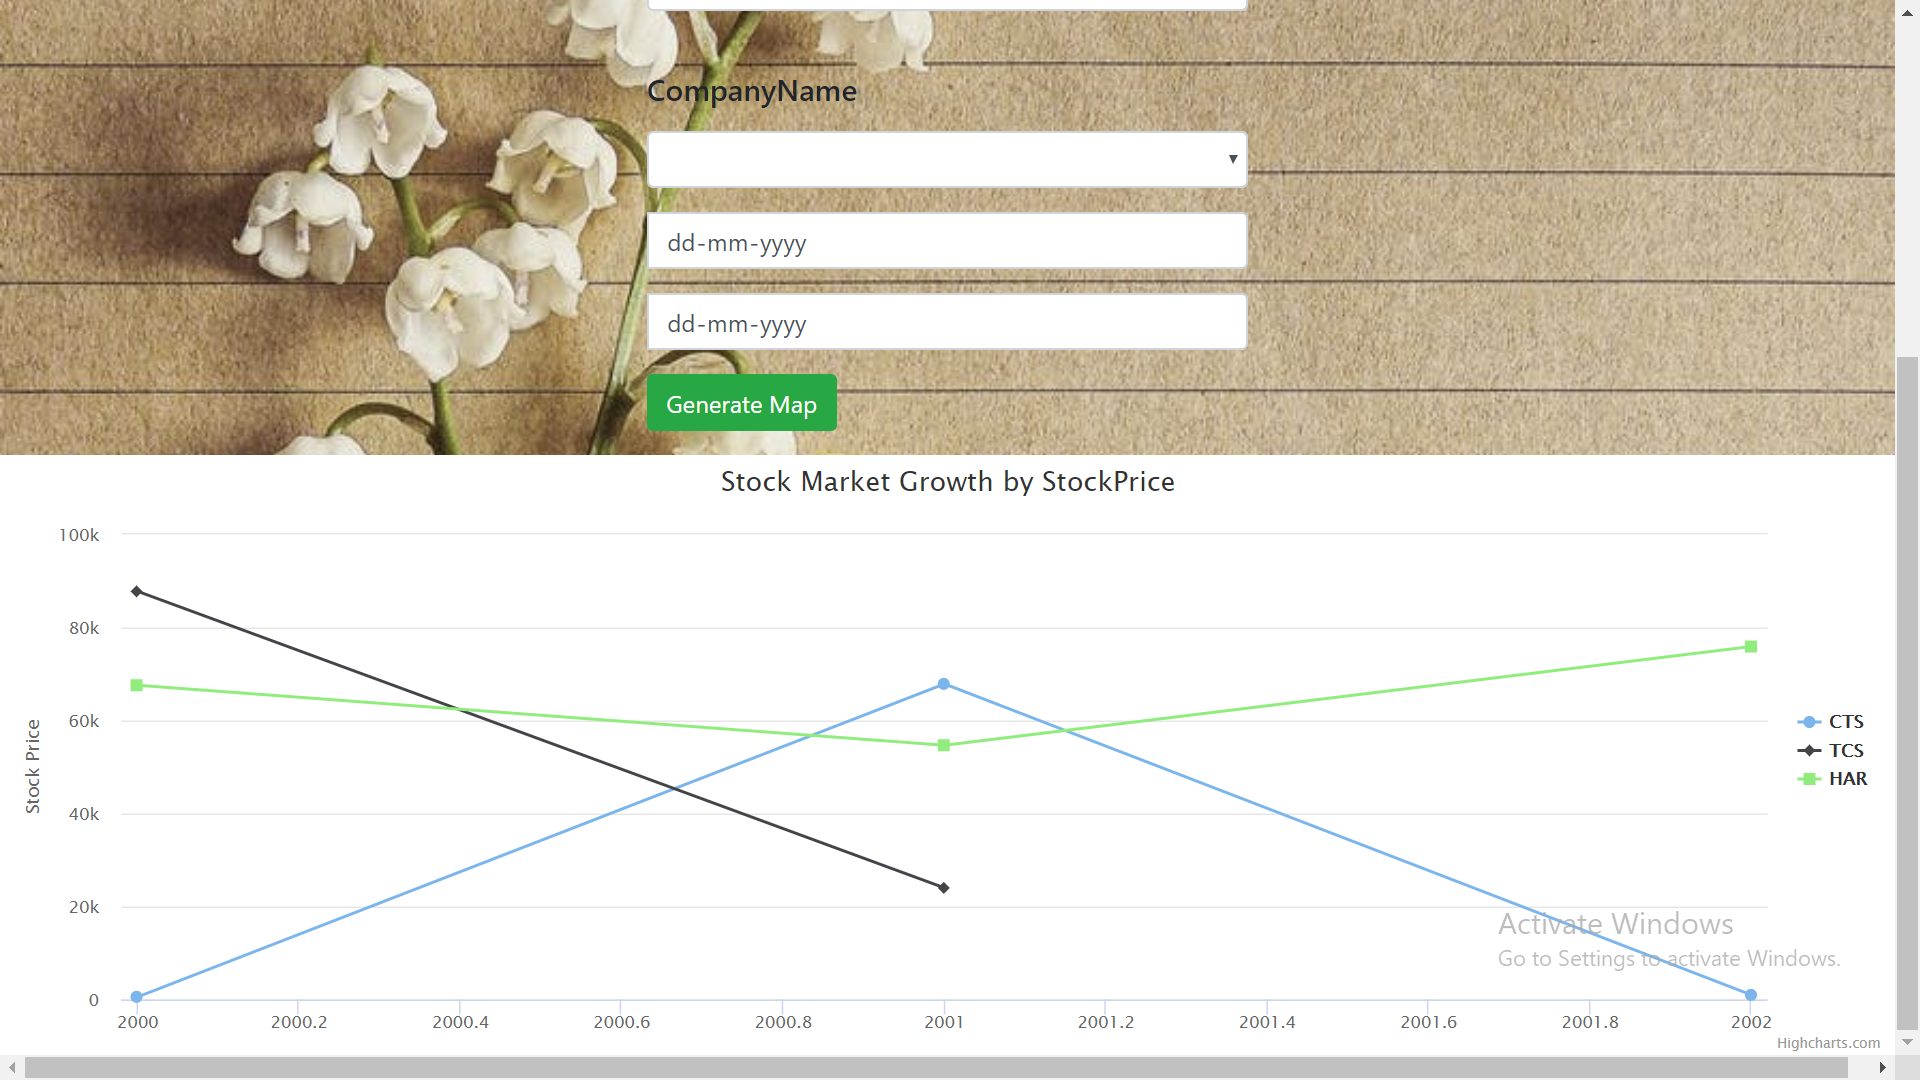 CompanyName
dd-mm-yyyy
dd-mm-yyyy
Generate Map
Stock Market Growth by StockPrice
100k
80k
60k
40k
20k
0
Stock Price
2000 2000.2 2000.4 2000.6 2000.8 2001 2001.2 2001.4 2001.6 2001.8 2002
CTS
TCS
HAR
Activate Windows
Go to Settings to activate Windows.
Highcharts.com